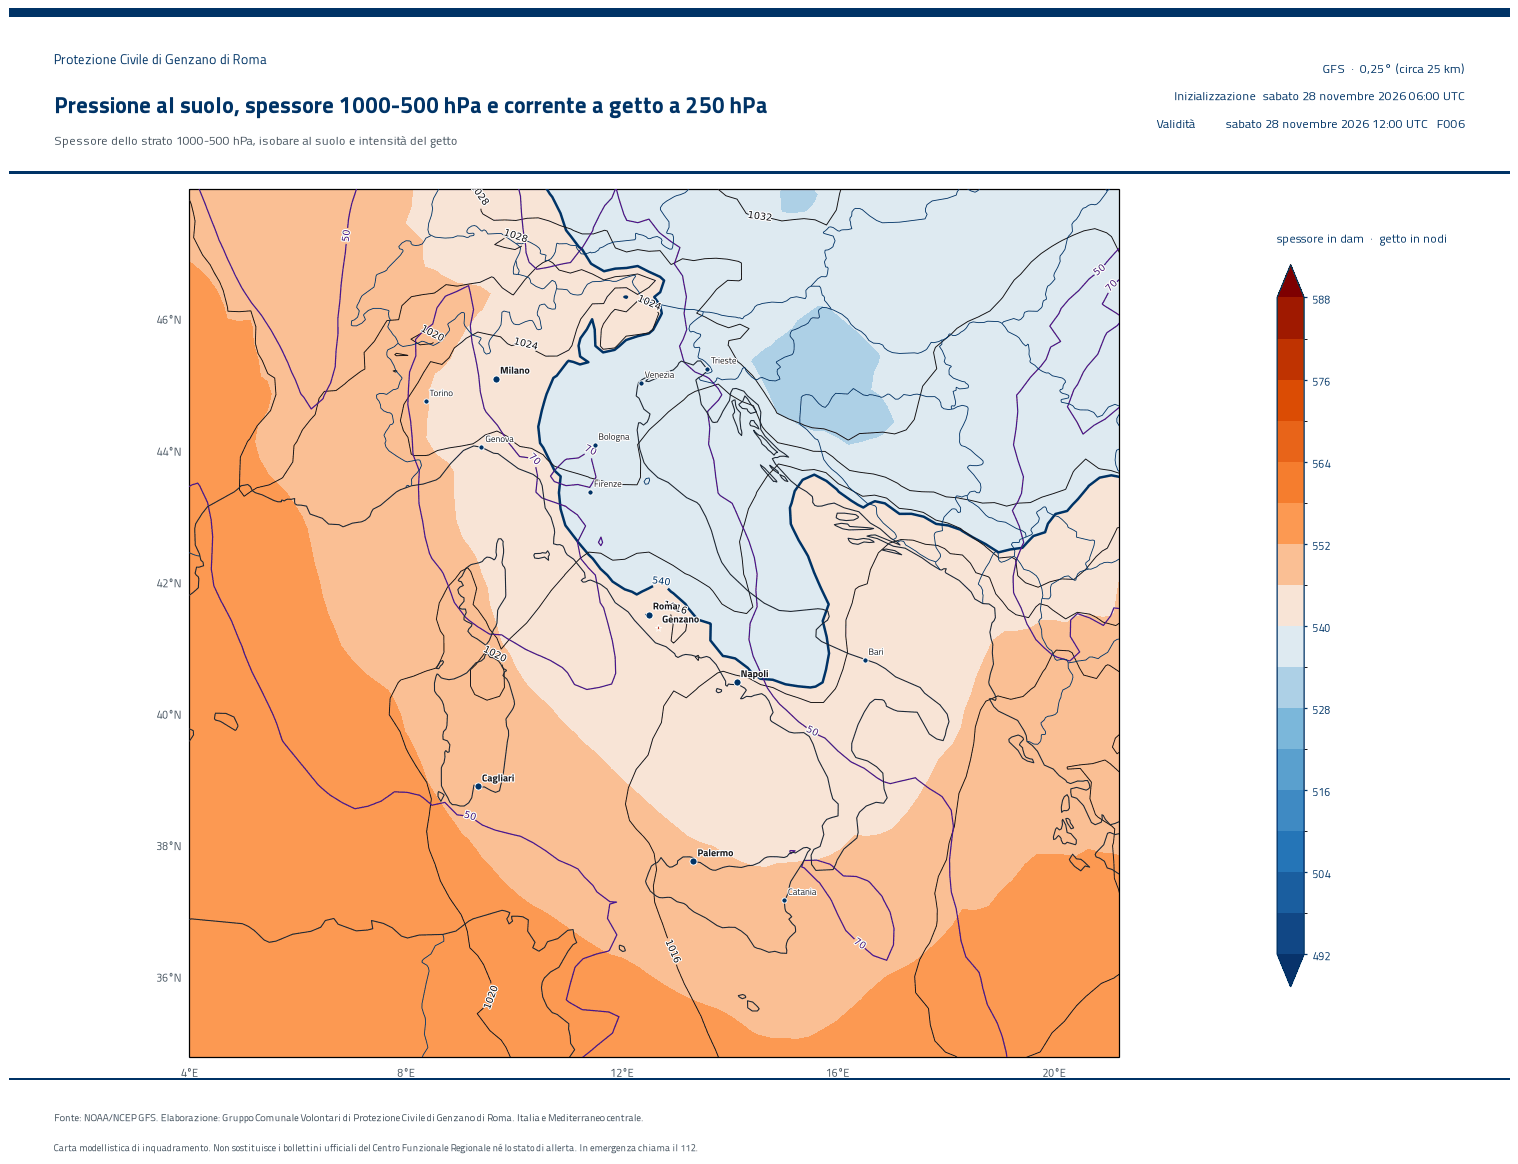 Protezione Civile di Genzano di Roma
Pressione al suolo, spessore 1000-500 hPa e corrente a getto a 250 hPa
Spessore dello strato 1000-500 hPa, isobare al suolo e intensità del getto
GFS · 0,25° (circa 25 km)
Inizializzazione sabato 28 novembre 2026 06:00 UTC
Validità sabato 28 novembre 2026 12:00 UTC F006
spessore in dam · getto in nodi
588
576
564
552
540
528
516
504
492
46°N
44°N
42°N
40°N
38°N
36°N
4°E
8°E
12°E
16°E
20°E
028
1028
1032
50
50
70
1024
1020
1024
Milano
Trieste
Venezia
Torino
Genova
Bologna
70
70
Firenze
540
Roma
Genzano
1020
Bari
Napoli
50
Cagliari
50
Palermo
Catania
70
1016
1020
Fonte: NOAA/NCEP GFS. Elaborazione: Gruppo Comunale Volontari di Protezione Civile di Genzano di Roma. Italia e Mediterraneo centrale.
Carta modellistica di inquadramento. Non sostituisce i bollettini ufficiali del Centro Funzionale Regionale né lo stato di allerta. In emergenza chiama il 112.